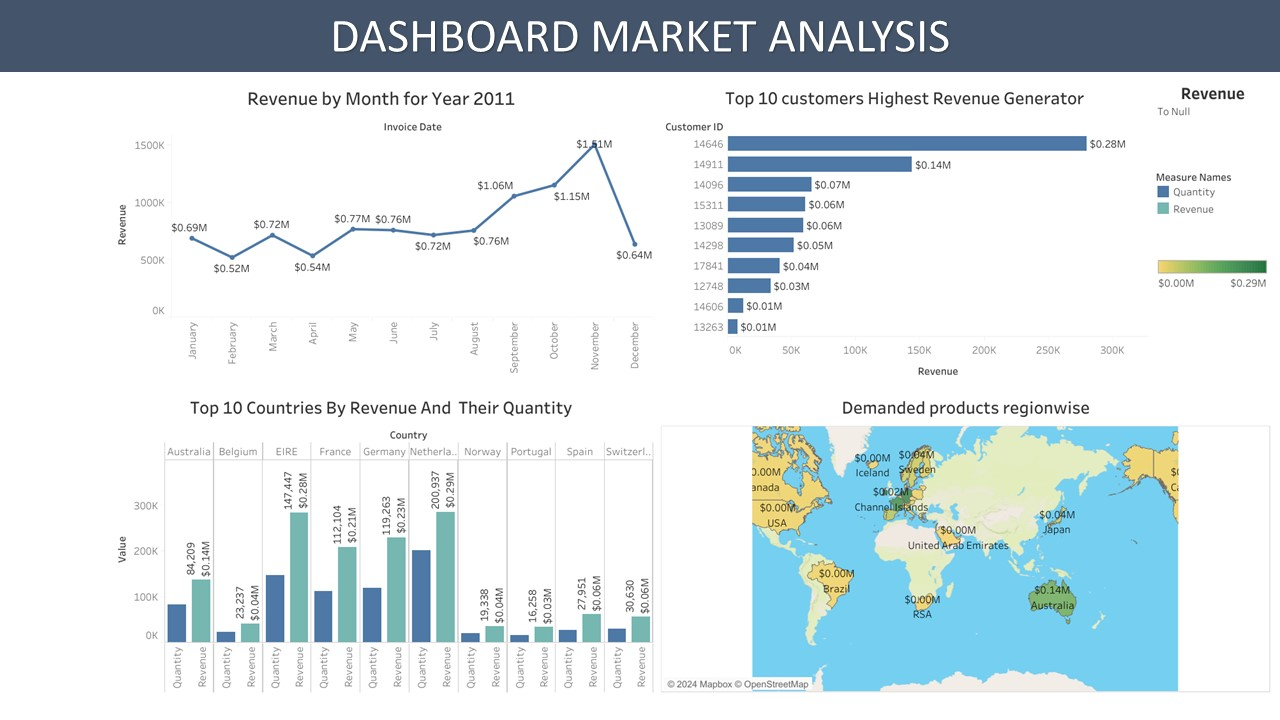 DASHBOARD MARKET ANALYSIS
Revenue by Month for Year 2011
Invoice Date
Revenue
1500K
1000K
500K
0K
$0.69M
$0.52M
$0.72M
$0.54M
$0.77M
$0.76M
$0.72M
$0.76M
$1.06M
$1.15M
$1.51M
$0.64M
January
February
March
April
May
June
July
August
September
October
November
December
Top 10 customers Highest Revenue Generator
Customer ID
14646 $0.28M
14911 $0.14M
14096 $0.07M
15311 $0.06M
13089 $0.06M
14298 $0.05M
17841 $0.04M
12748 $0.03M
14606 $0.01M
13263 $0.01M
0K 50K 100K 150K 200K 250K 300K
Revenue
Revenue
To Null
Measure Names
Quantity
Revenue
$0.00M $0.29M
Top 10 Countries By Revenue And Their Quantity
Country
Australia Belgium EIRE France Germany Netherla.. Norway Portugal Spain Switzerl..
Value
300K
200K
100K
0K
84,209
$0.14M
23,237
$0.04M
147,447
$0.28M
112,104
$0.21M
119,263
$0.23M
200,937
$0.29M
19,338
$0.04M
16,258
$0.03M
27,951
$0.06M
30,630
$0.06M
Quantity
Revenue
Quantity
Revenue
Quantity
Revenue
Quantity
Revenue
Quantity
Revenue
Quantity
Revenue
Quantity
Revenue
Quantity
Revenue
Quantity
Revenue
Quantity
Revenue
Demanded products regionwise
0.00M
anada
$0.00M
USA
$0.00M
Iceland
$0.04M
Sweden
$0.02M
Channel Islands
$0.00M
United Arab Emirates
$0.04M
Japan
$0.00M
Brazil
$0.00M
RSA
$0.14M
Australia
$0
Ca
© 2024 Mapbox © OpenStreetMap